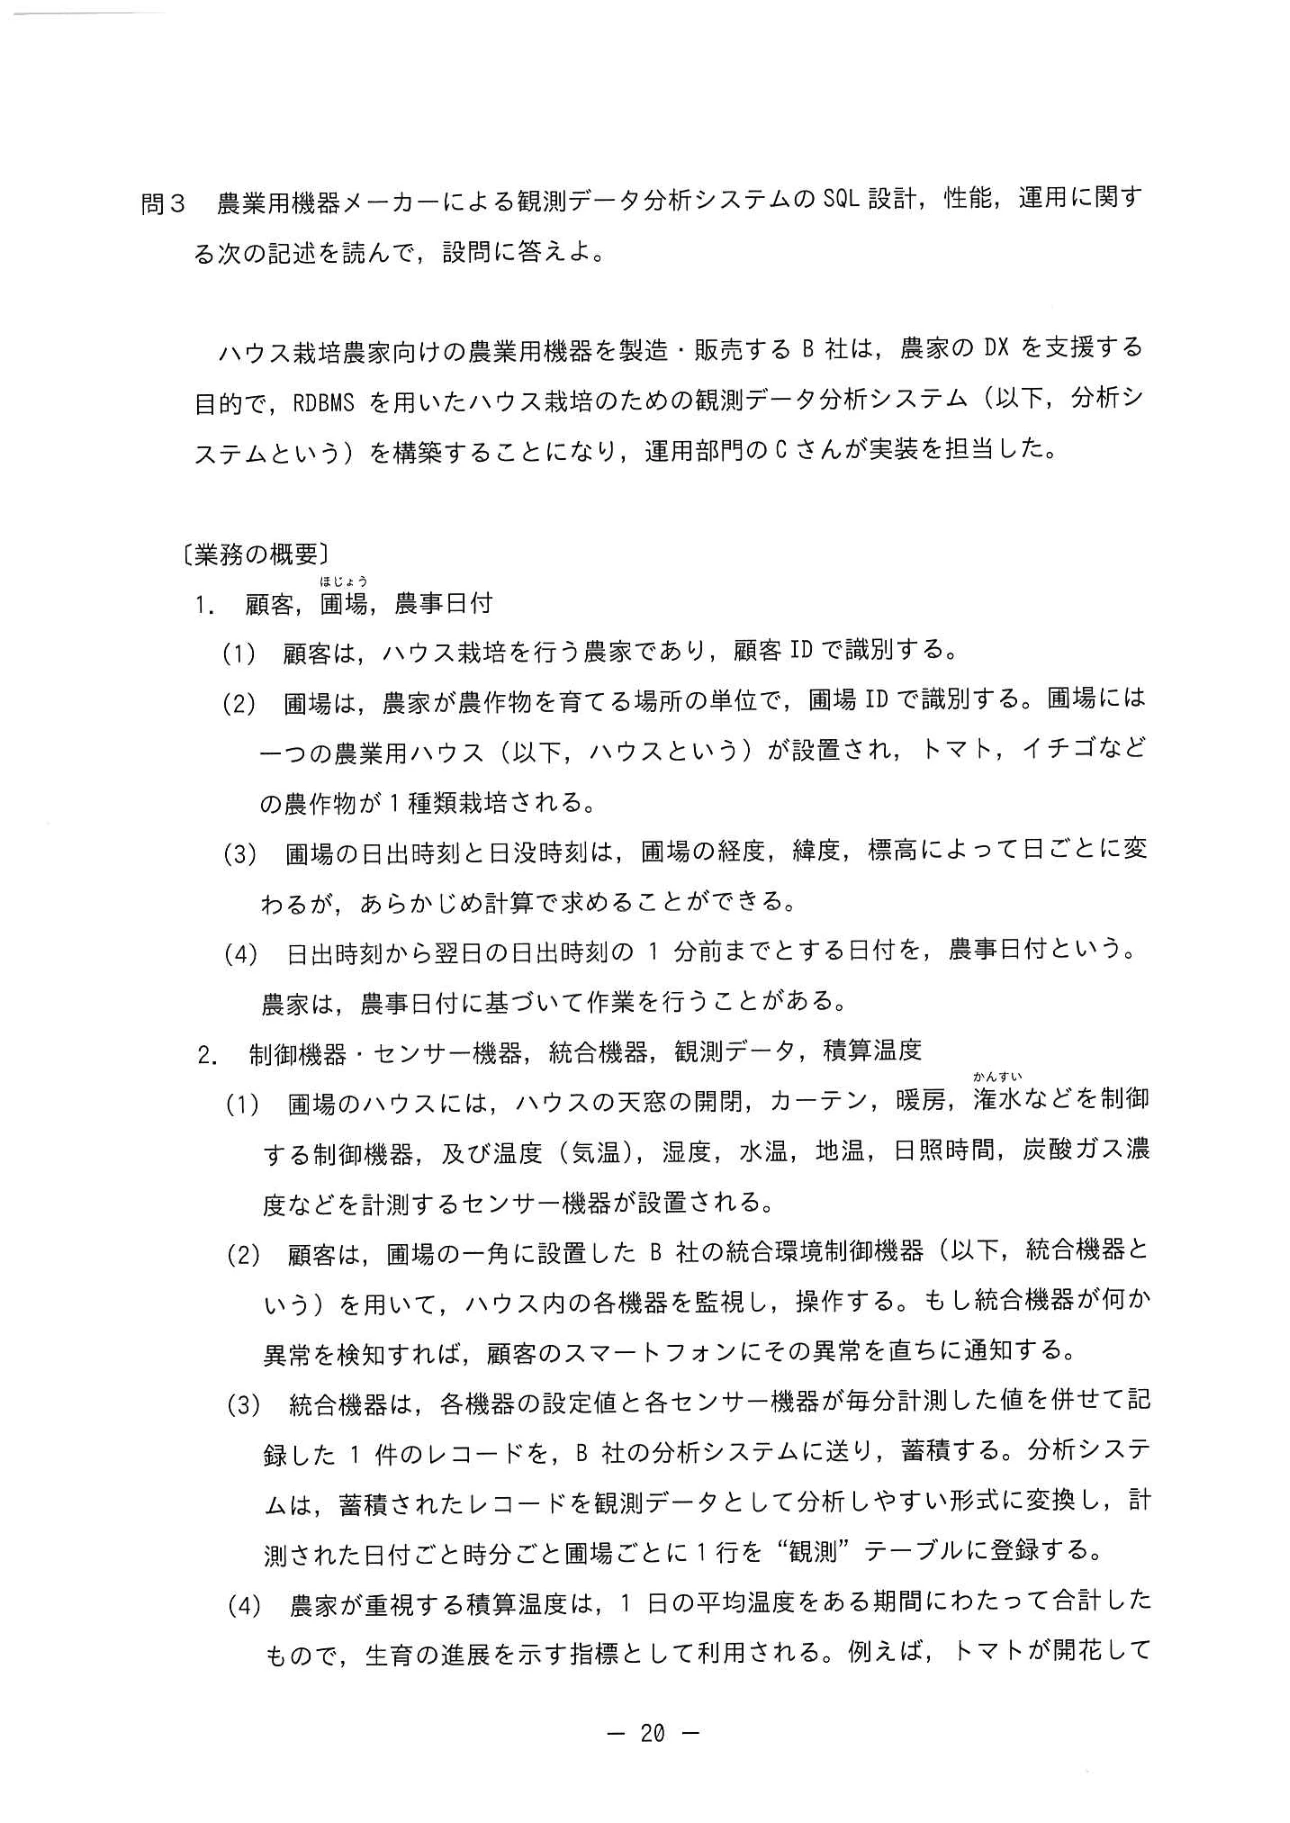 問3 農業用機器メーカーによる観測データ分析システムの SQL 設計，性能，運用に関す
る次の記述を読んで，設問に答えよ。
ハウス栽培農家向けの農業用機器を製造・販売する B 社は，農家の DX を支援する
目的で，RDBMS を用いたハウス栽培のための観測データ分析システム（以下，分析シ
ステムという）を構築することになり，運用部門の C さんが実装を担当した。
〔業務の概要〕
ほじょう
1. 顧客，圃場，農事日付
(1) 顧客は，ハウス栽培を行う農家であり，顧客 ID で識別する。
(2) 圃場は，農家が農作物を育てる場所の単位で，圃場 ID で識別する。圃場には
一つの農業用ハウス（以下，ハウスという）が設置され，トマト，イチゴなど
の農作物が 1 種類栽培される。
(3) 圃場の日出時刻と日没時刻は，圃場の経度，緯度，標高によって日ごとに変
わるが，あらかじめ計算で求めることができる。
(4) 日出時刻から翌日の日出時刻の 1 分前までとする日付を，農事日付という。
農家は，農事日付に基づいて作業を行うことがある。
2. 制御機器・センサー機器，統合機器，観測データ，積算温度
かんすい
(1) 圃場のハウスには，ハウスの天窓の開閉，カーテン，暖房，潅水などを制御
する制御機器，及び温度（気温），湿度，水温，地温，日照時間，炭酸ガス濃
度などを計測するセンサー機器が設置される。
(2) 顧客は，圃場の一角に設置した B 社の統合環境制御機器（以下，統合機器と
いう）を用いて，ハウス内の各機器を監視し，操作する。もし統合機器が何か
異常を検知すれば，顧客のスマートフォンにその異常を直ちに通知する。
(3) 統合機器は，各機器の設定値と各センサー機器が毎分計測した値を併せて記
録した 1 件のレコードを，B 社の分析システムに送り，蓄積する。分析システ
ムは，蓄積されたレコードを観測データとして分析しやすい形式に変換し，計
測された日付ごと時分ごと圃場ごとに 1 行を “観測” テーブルに登録する。
(4) 農家が重視する積算温度は，1 日の平均温度をある期間にわたって合計した
もので，生育の進展を示す指標として利用される。例えば，トマトが開花して
― 20 ―